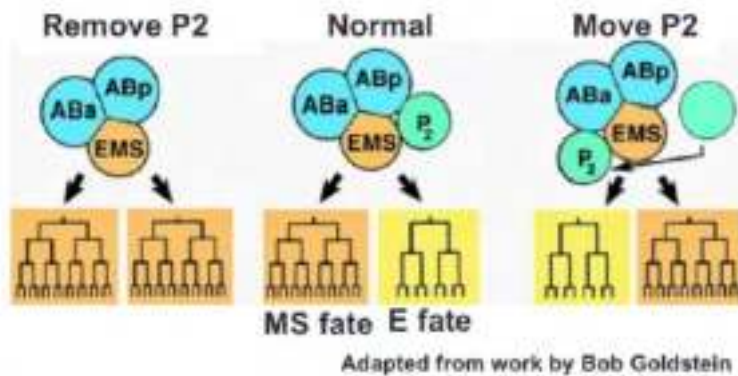 Remove P2
Normal
Move P2
ABa
ABp
EMS
ABa
ABp
EMS
P2
ABa
ABp
EMS
P2
MS fate
E fate
Adapted from work by Bob Goldstein